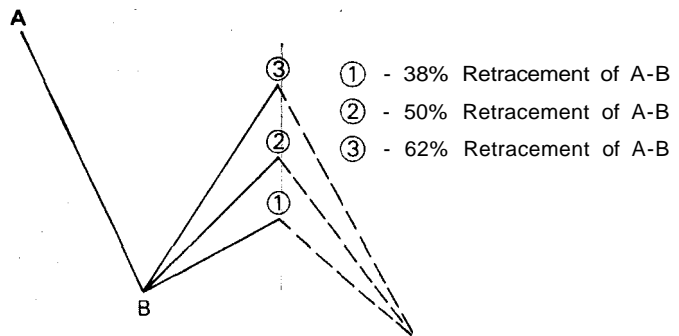 A
③ ① - 38% Retracement of A-B
② ② - 50% Retracement of A-B
③ - 62% Retracement of A-B
①
B